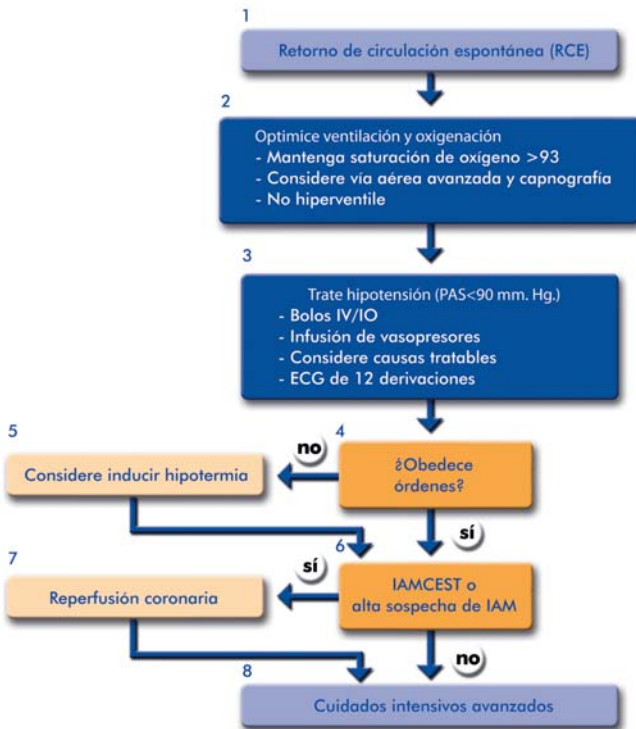 1
Retorno de circulación espontánea (RCE)
2
Optimice ventilación y oxigenación
- Mantenga saturación de oxígeno >93
- Considere vía aérea avanzada y capnografía
- No hiperventile
3
Trate hipotensión (PAS<90 mm. Hg.)
- Bolos IV/IO
- Infusión de vasopresores
- Considere causas tratables
- ECG de 12 derivaciones
4
¿Obedece
órdenes?
no
5
Considere inducir hipotermia
sí
6
IAMCEST o
alta sospecha de IAM
sí
7
Reperfusión coronaria
no
8
Cuidados intensivos avanzados